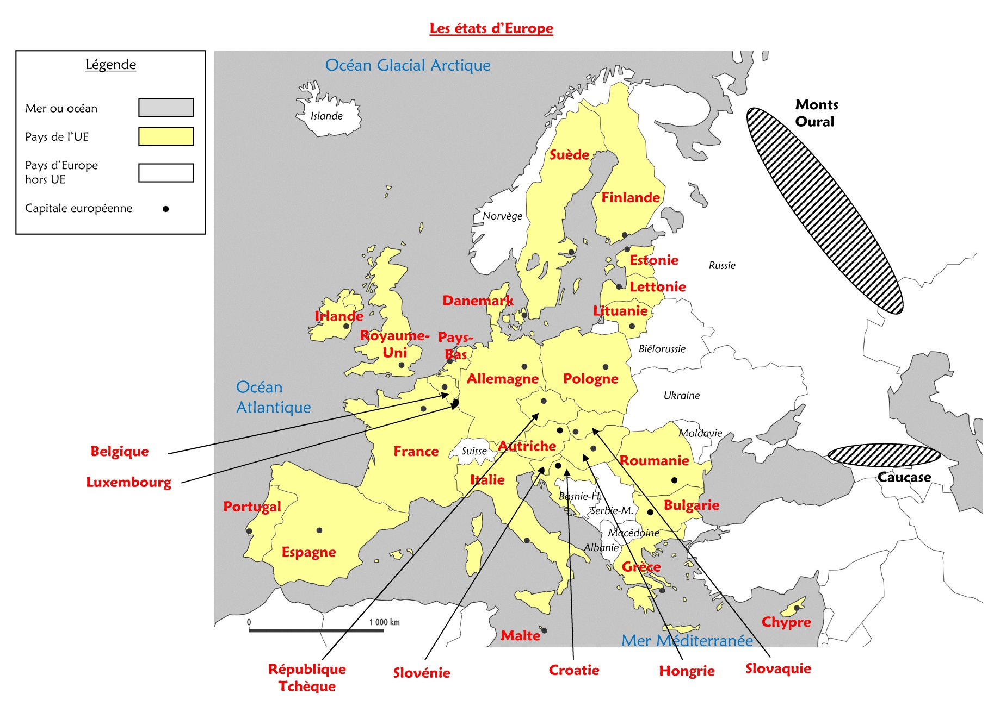 Les états d'Europe
Légende
Mer ou océan
Pays de l'UE
Pays d'Europe
hors UE
Capitale européenne
Océan Glacial Arctique
Monts
Oural
Islande
Suède
Finlande
Norvège
Estonie
Russie
Lettonie
Danemark
Lituanie
Irlande
Royaume-
Uni
Pays-
Bas
Biélorussie
Allemagne
Pologne
Océan
Atlantique
Ukraine
Moldavie
Belgique
France
Suisse
Autriche
Roumanie
Luxembourg
Italie
Caucase
Portugal
Bosnie-H.
Serbie-M.
Bulgarie
Macédoine
Albanie
Espagne
Grèce
0
1 000 km
Chypre
Malte
Mer Méditerranée
République
Tchèque
Slovénie
Croatie
Hongrie
Slovaquie